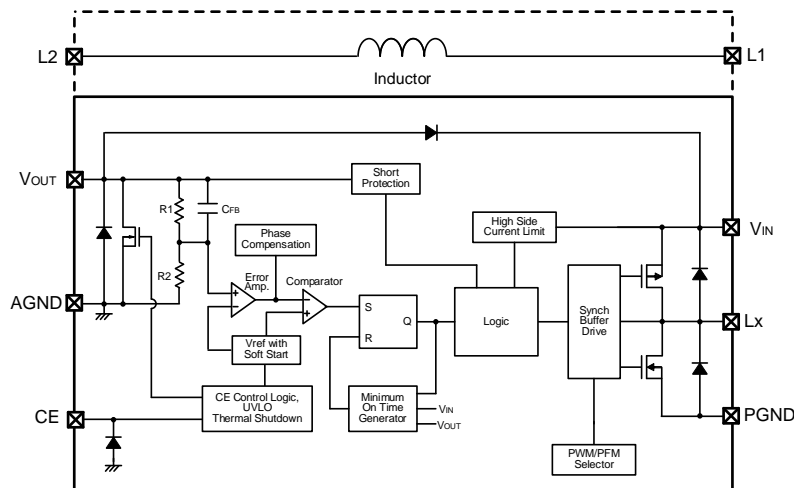 L2
L1
Inductor
VOUT
Short
Protection
R1
CFB
High Side
Current Limit
VIN
Phase
Compensation
R2
Error
Amp.
Comparator
AGND
+
−
−
+
S
Q
R
Logic
Synch
Buffer
Drive
Lx
Vref with
Soft Start
CE Control Logic,
UVLO
Thermal Shutdown
Minimum
On Time
Generator
VIN
VOUT
CE
PGND
PWM/PFM
Selector